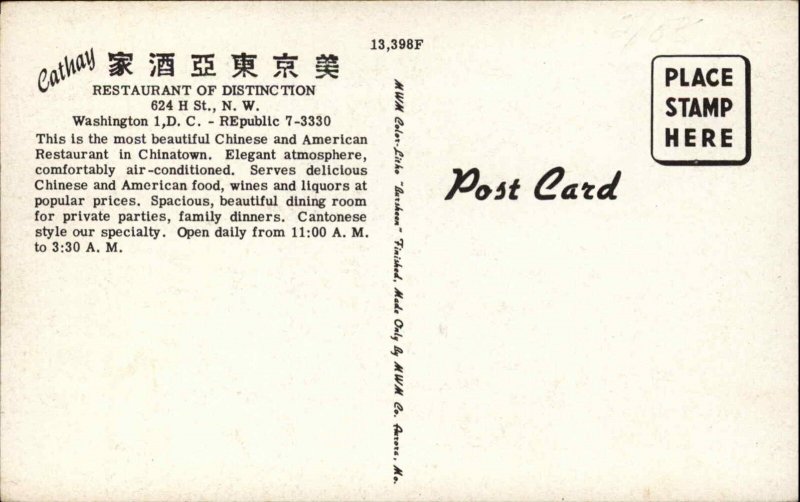 13,398F
Cathay 家酒亞東京美
RESTAURANT OF DISTINCTION
624 H St., N. W.
Washington 1,D. C. - REpublic 7-3330
This is the most beautiful Chinese and American
Restaurant in Chinatown. Elegant atmosphere,
comfortably air-conditioned. Serves delicious
Chinese and American food, wines and liquors at
popular prices. Spacious, beautiful dining room
for private parties, family dinners. Cantonese
style our specialty. Open daily from 11:00 A. M.
to 3:30 A. M.
MWM Color-Litho "Dursheen" Finished, Made Only By MWM Co. Aurora, Mo.
Post Card
PLACE
STAMP
HERE